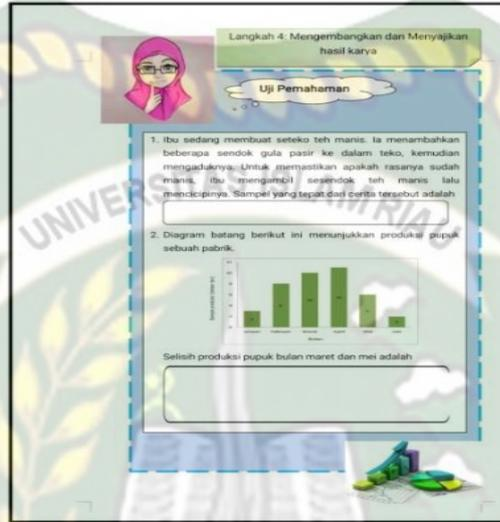 Langkah 4: Mengembangkan dan Menyajikan
hasil karya
Uji Pemahaman
1. Ibu sedang membuat seteko teh manis. Ia menambahkan
beberapa sendok gula pasir ke dalam teko, kemudian
mengaduknya. Untuk memastikan apakah rasanya sudah
manis, ibu mengambil sesendok teh manis lalu
mencicipinya. Sampel yang tepat dari cerita tersebut adalah
UNIVERSITAS ISLAM RIAU
2. Diagram batang berikut ini menunjukkan produksi pupuk
sebuah pabrik.
Selisih produksi pupuk bulan maret dan mei adalah